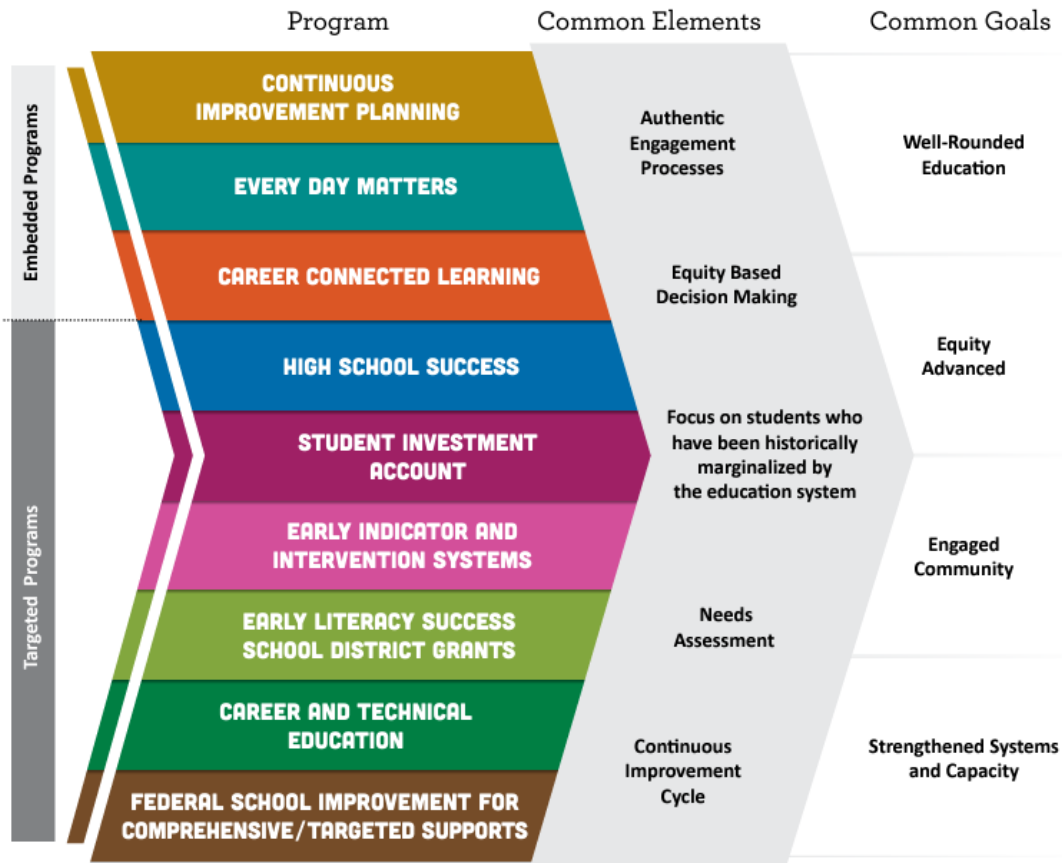 Program
Common Elements
Common Goals
Embedded Programs
Targeted Programs
CONTINUOUS
IMPROVEMENT PLANNING
EVERY DAY MATTERS
CAREER CONNECTED LEARNING
HIGH SCHOOL SUCCESS
STUDENT INVESTMENT
ACCOUNT
EARLY INDICATOR AND
INTERVENTION SYSTEMS
EARLY LITERACY SUCCESS
SCHOOL DISTRICT GRANTS
CAREER AND TECHNICAL
EDUCATION
FEDERAL SCHOOL IMPROVEMENT FOR
COMPREHENSIVE/TARGETED SUPPORTS
Authentic
Engagement
Processes
Equity Based
Decision Making
Focus on students who
have been historically
marginalized by
the education system
Needs
Assessment
Continuous
Improvement
Cycle
Well-Rounded
Education
Equity
Advanced
Engaged
Community
Strengthened Systems
and Capacity